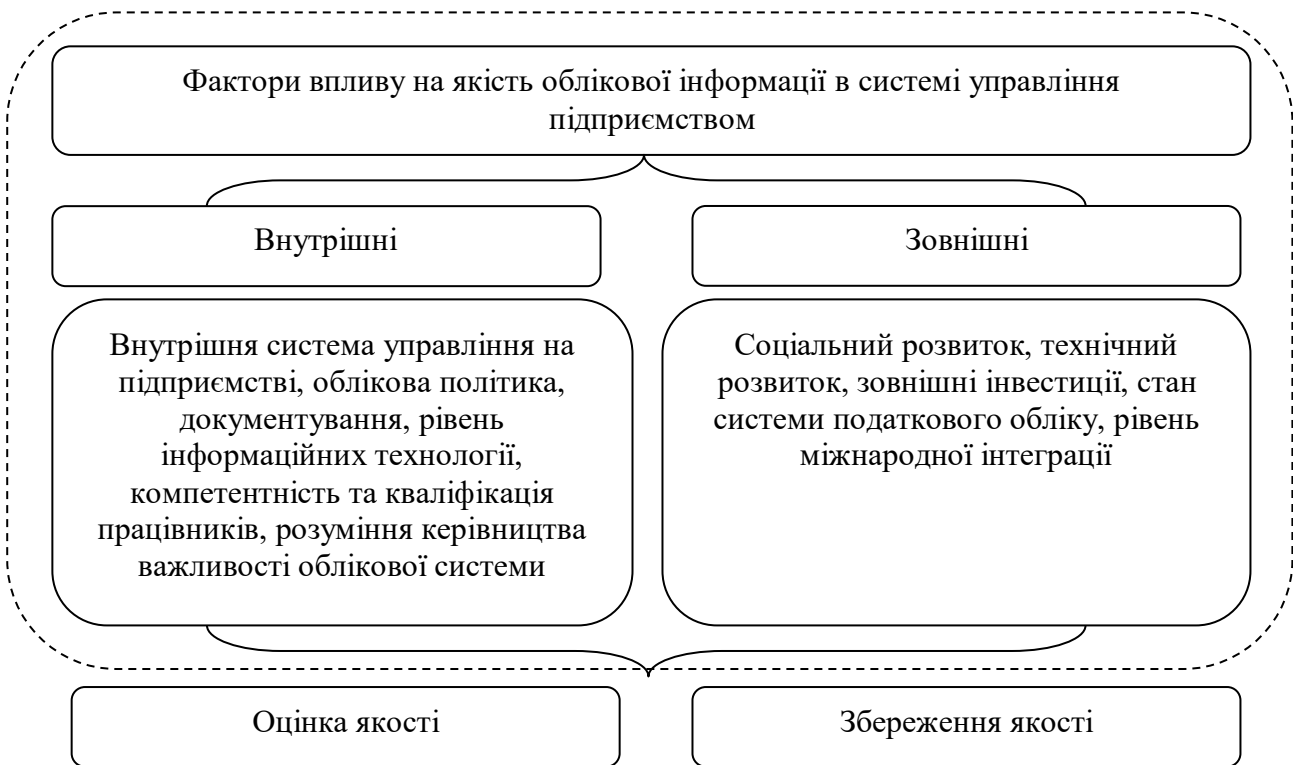 Фактори впливу на якість облікової інформації в системі управління
підприємством
Внутрішні
Зовнішні
Внутрішня система управління на
підприємстві, облікова політика,
документування, рівень
інформаційних технології,
компетентність та кваліфікація
працівників, розуміння керівництва
важливості облікової системи
Соціальний розвиток, технічний
розвиток, зовнішні інвестиції, стан
системи податкового обліку, рівень
міжнародної інтеграції
Оцінка якості
Збереження якості